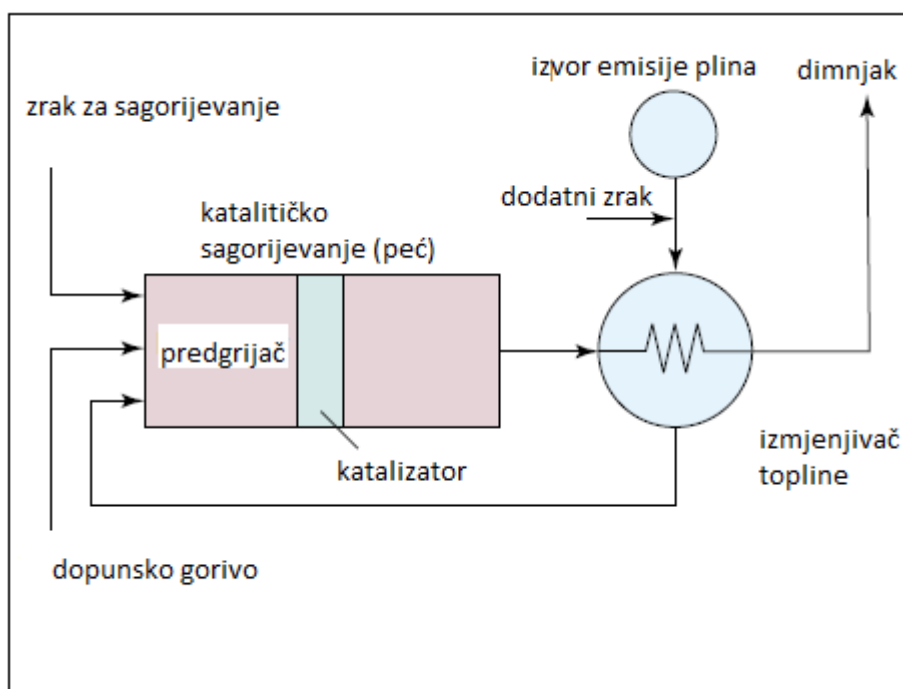 izvor emisije plina
dimnjak
zrak za sagorijevanje
dodatni zrak
katalitičko
sagorijevanje (peć)
predgrijač
katalizator
izmjenjivač
topline
dopunsko gorivo